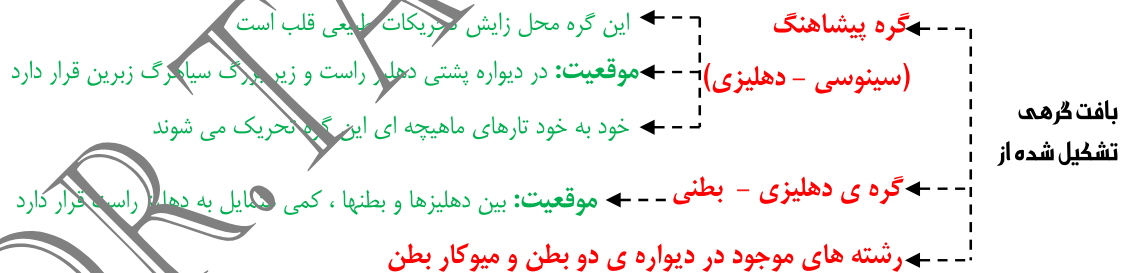 بافت گرهی
تشکیل شده از
گره پیشاهنگ
(سینوسی - دهلیزی)
این گره محل زایش تحریکات طبیعی قلب است
موقعیت: در دیواره پشتی دهلیز راست و زیر بزرگ سیاهرگ زبرین قرار دارد
خود به خود تارهای ماهیچه ای این گره تحریک می شوند
گره ی دهلیزی - بطنی
موقعیت: بین دهلیزها و بطنها ، کمی متمایل به دهلیز راست قرار دارد
رشته های موجود در دیواره ی دو بطن و میوکار بطن